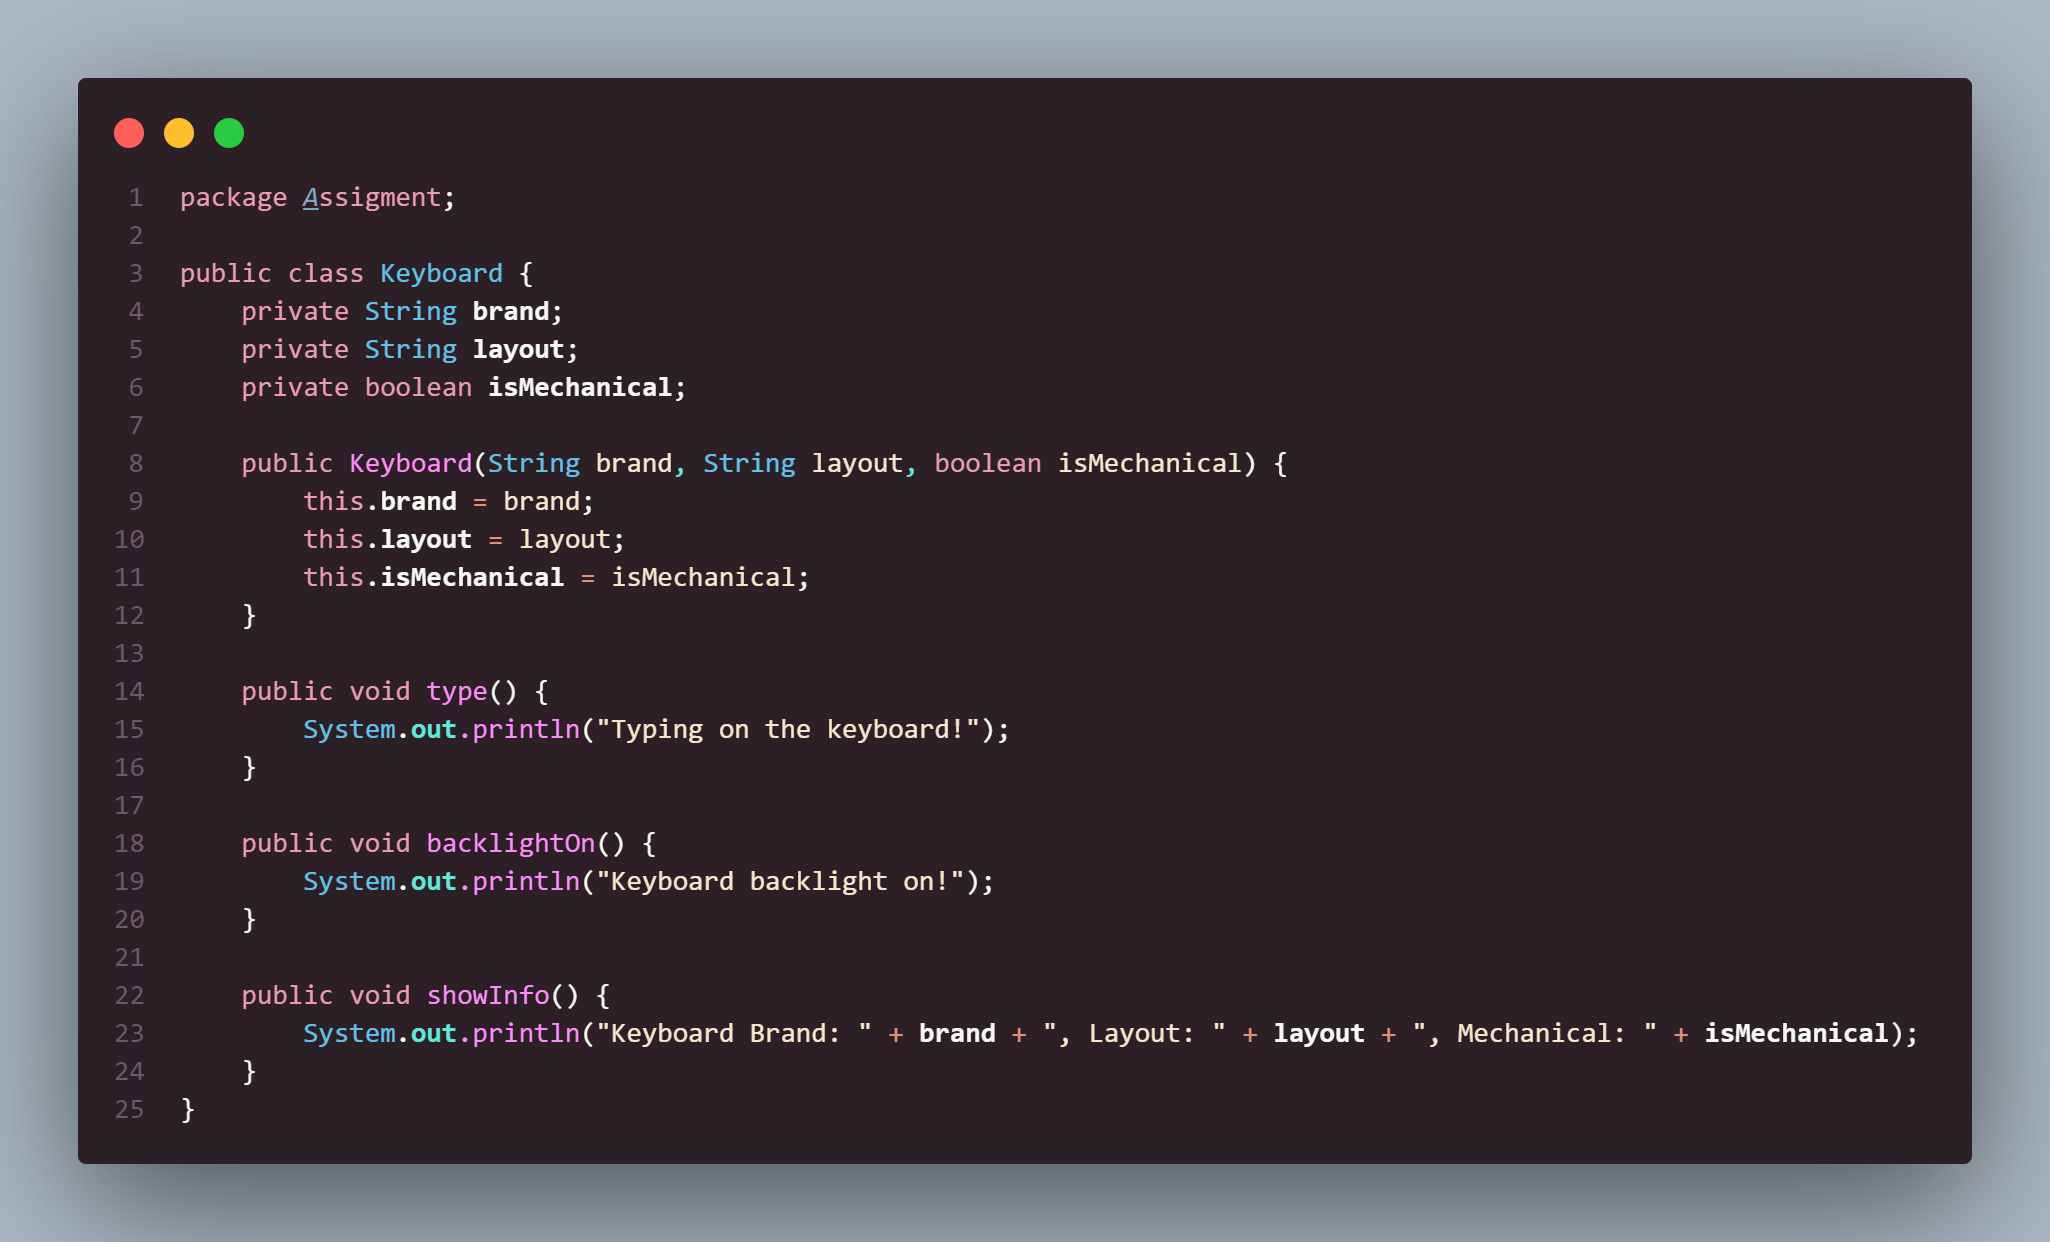 1 package Assigment;
2
3 public class Keyboard {
4     private String brand;
5     private String layout;
6     private boolean isMechanical;
7
8     public Keyboard(String brand, String layout, boolean isMechanical) {
9         this.brand = brand;
10         this.layout = layout;
11         this.isMechanical = isMechanical;
12     }
13
14     public void type() {
15         System.out.println("Typing on the keyboard!");
16     }
17
18     public void backlightOn() {
19         System.out.println("Keyboard backlight on!");
20     }
21
22     public void showInfo() {
23         System.out.println("Keyboard Brand: " + brand + ", Layout: " + layout + ", Mechanical: " + isMechanical);
24     }
25 }